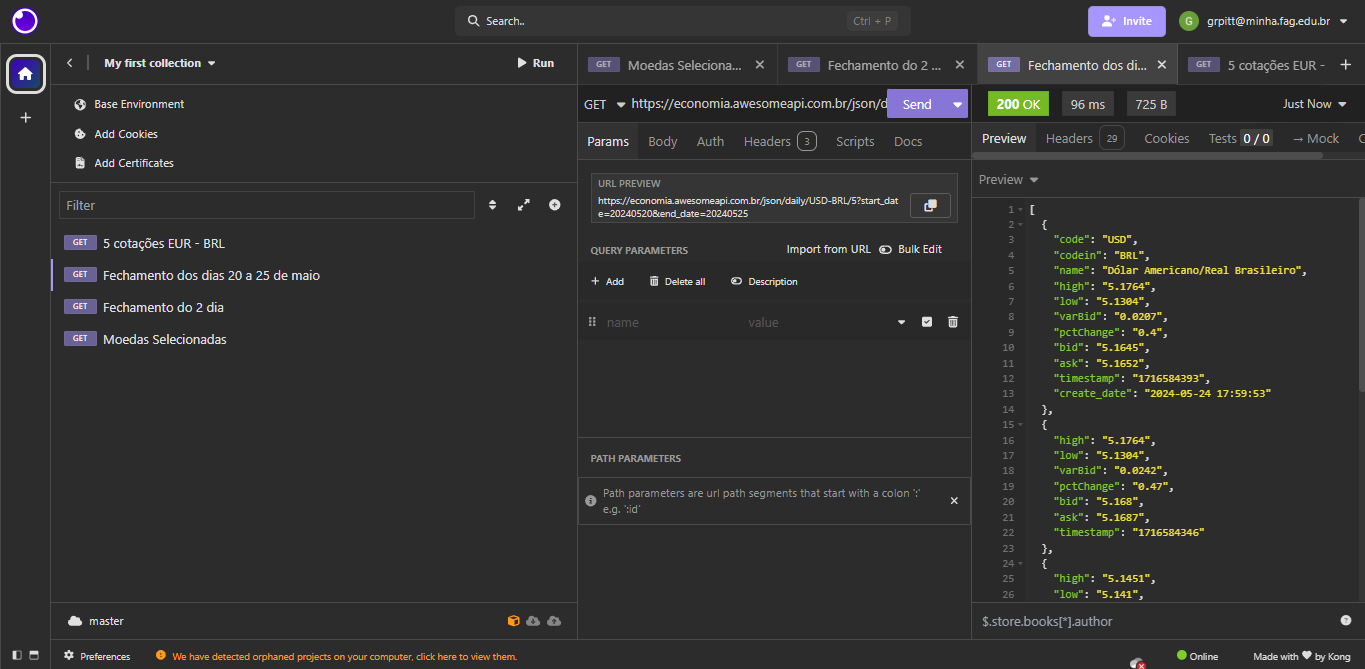 Search..
Ctrl + P
Invite
G
grpitt@minha.fag.edu.br
My first collection
Run
Base Environment
Add Cookies
Add Certificates
Filter
GET 5 cotações EUR - BRL
GET Fechamento dos dias 20 a 25 de maio
GET Fechamento do 2 dia
GET Moedas Selecionadas
master
Preferences
We have detected orphaned projects on your computer, click here to view them.
GET Moedas Seleciona...
GET Fechamento do 2 ...
GET Fechamento dos di...
GET 5 cotações EUR -
GET https://economia.awesomeapi.com.br/json/d
Send
Params
Body
Auth
Headers 3
Scripts
Docs
URL PREVIEW
https://economia.awesomeapi.com.br/json/daily/USD-BRL/5?start_dat
e=20240520&end_date=20240525
QUERY PARAMETERS
Import from URL
Bulk Edit
Add
Delete all
Description
name
value
PATH PARAMETERS
Path parameters are url path segments that start with a colon ':'
e.g. ':id'
200 OK
96 ms
725 B
Just Now
Preview
Headers 29
Cookies
Tests 0 / 0
→ Mock
C
Preview
1 [
2 {
3 "code": "USD",
4 "codein": "BRL",
5 "name": "Dólar Americano/Real Brasileiro",
6 "high": "5.1764",
7 "low": "5.1304",
8 "varBid": "0.0207",
9 "pctChange": "0.4",
10 "bid": "5.1645",
11 "ask": "5.1652",
12 "timestamp": "1716584393",
13 "create_date": "2024-05-24 17:59:53"
14 },
15 {
16 "high": "5.1764",
17 "low": "5.1304",
18 "varBid": "0.0242",
19 "pctChange": "0.47",
20 "bid": "5.168",
21 "ask": "5.1687",
22 "timestamp": "1716584346"
23 },
24 {
25 "high": "5.1451",
26 "low": "5.141",
$.store.books[*].author
Online
Made with ❤ by Kong